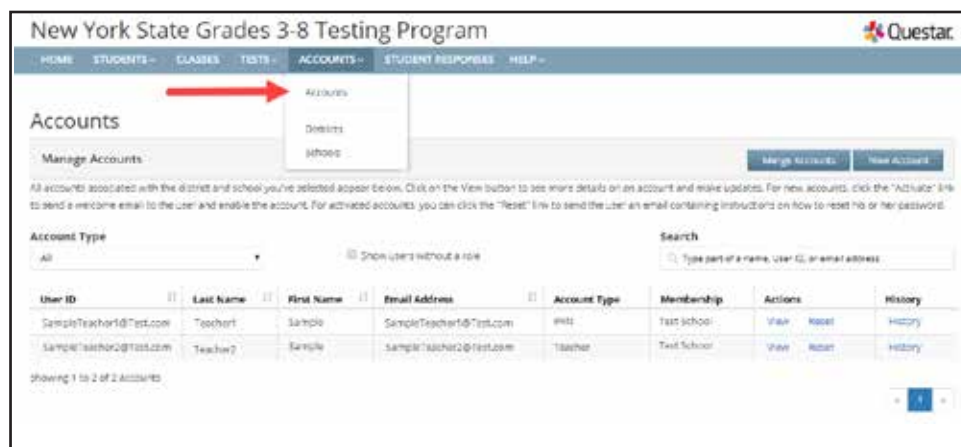 New York State Grades 3-8 Testing Program
Questar
HOME STUDENTS CLASSES TESTS ACCOUNTS STUDENT RESPONSES HELP
Accounts
Districts
Schools
Accounts
Manage Accounts
Merge Accounts New Account
All accounts associated with the district and school you've selected appear below. Click on the View button to see more details on an account and make updates. For new accounts, click the "Activate" link
to send a welcome email to the user and enable the account. For activated accounts, you can click the "Reset" link to send the user an email containing instructions on how to reset his or her password.
Account Type Search
All Show users without a role Type part of a name, User ID, or email address
User ID Last Name First Name Email Address Account Type Membership Actions History
SampleTeacher1@Test.com Teacher1 Sample SampleTeacher1@Test.com Test School View Reset History
SampleTeacher2@Test.com Teacher2 Sample SampleTeacher2@Test.com Teacher Test School View Reset History
Showing 1 to 2 of 2 accounts
« 1 »